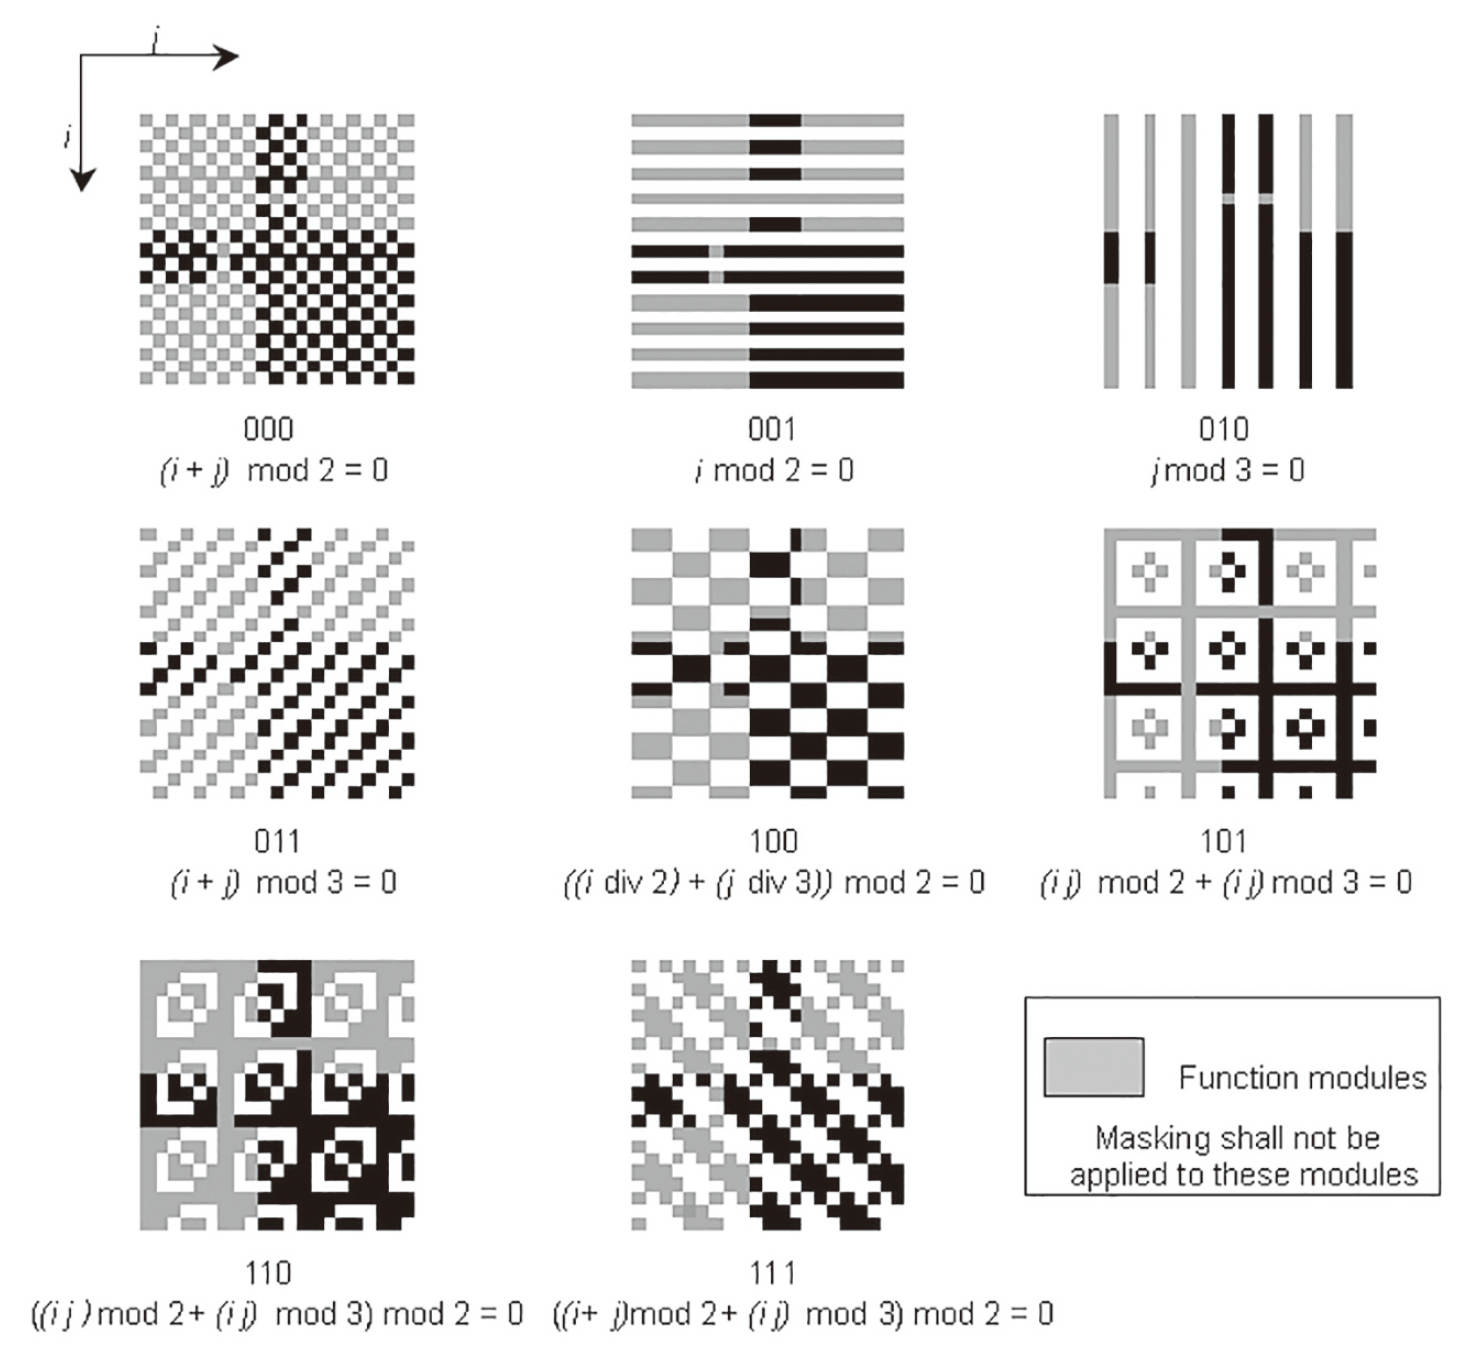 j
i
000 001 010
(i + j) mod 2 = 0 i mod 2 = 0 j mod 3 = 0
011 100 101
(i + j) mod 3 = 0 ((i div 2) + (j div 3)) mod 2 = 0 (i j) mod 2 + (i j) mod 3 = 0
Function modules
Masking shall not be
applied to these modules
110 111
((i j) mod 2+ (i j) mod 3) mod 2 = 0 ((i+ j)mod 2+ (i j) mod 3) mod 2 = 0